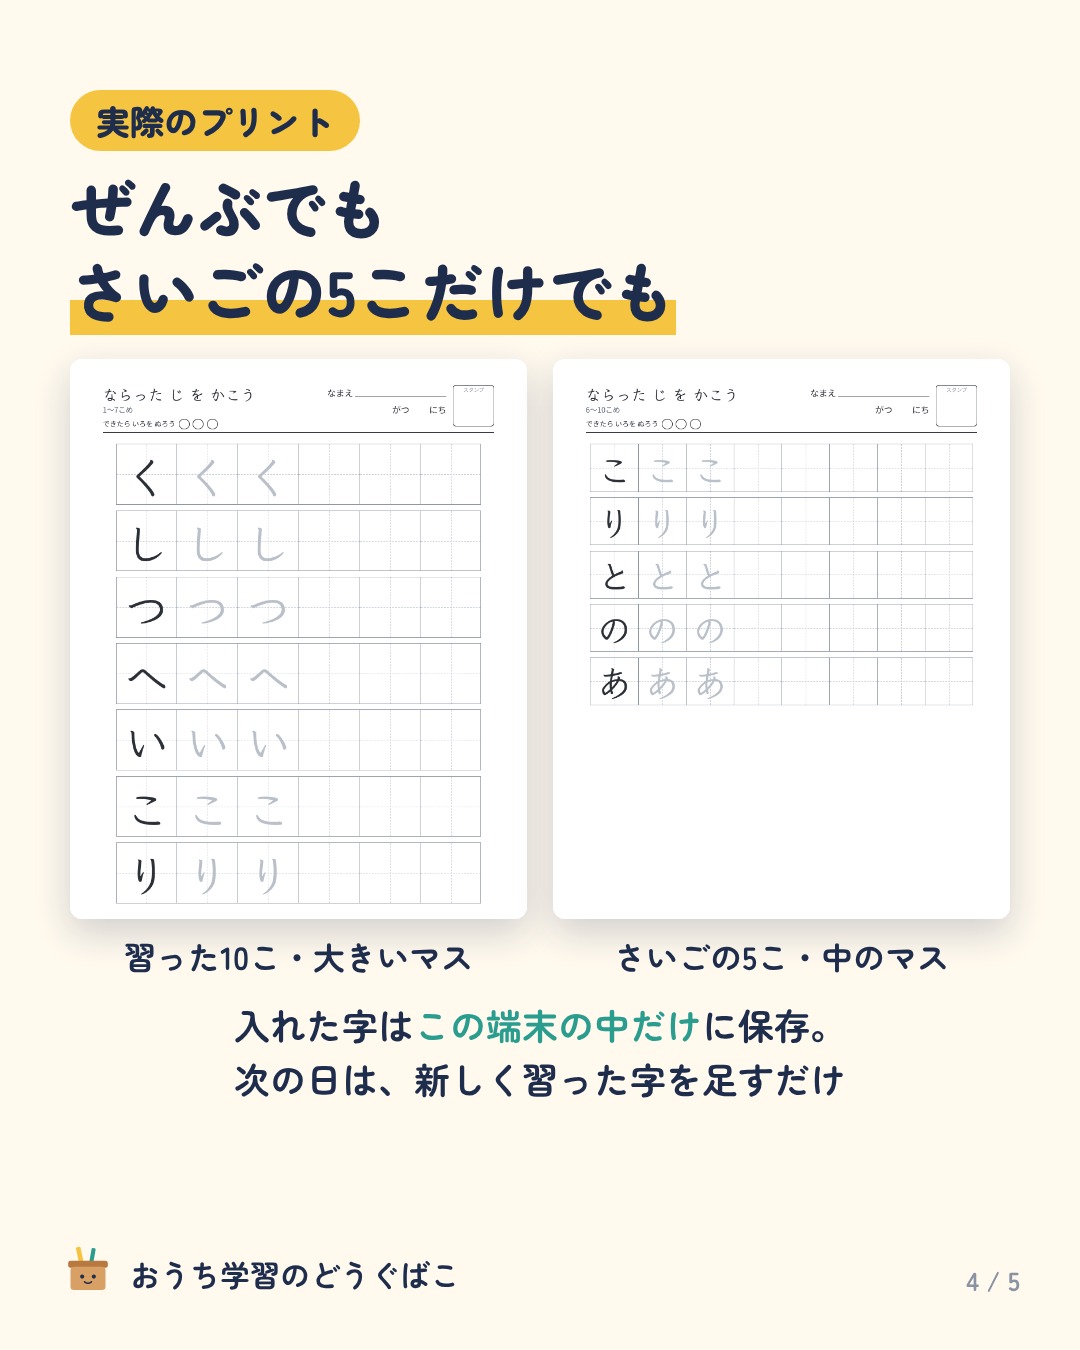 実際のプリント
ぜんぶでも
さいごの5こだけでも
ならった じ を かこう
1〜7こめ
できたら いろを ぬろう
なまえ
がつ にち
スタンプ
く く く
し し し
つ つ つ
へ へ へ
い い い
こ こ こ
り り り
ならった じ を かこう
6〜10こめ
できたら いろを ぬろう
なまえ
がつ にち
スタンプ
こ こ こ
り り り
と と と
の の の
あ あ あ
習った10こ・大きいマス
さいごの5こ・中のマス
入れた字はこの端末の中だけに保存。
次の日は、新しく習った字を足すだけ
おうち学習のどうぐばこ
4 / 5